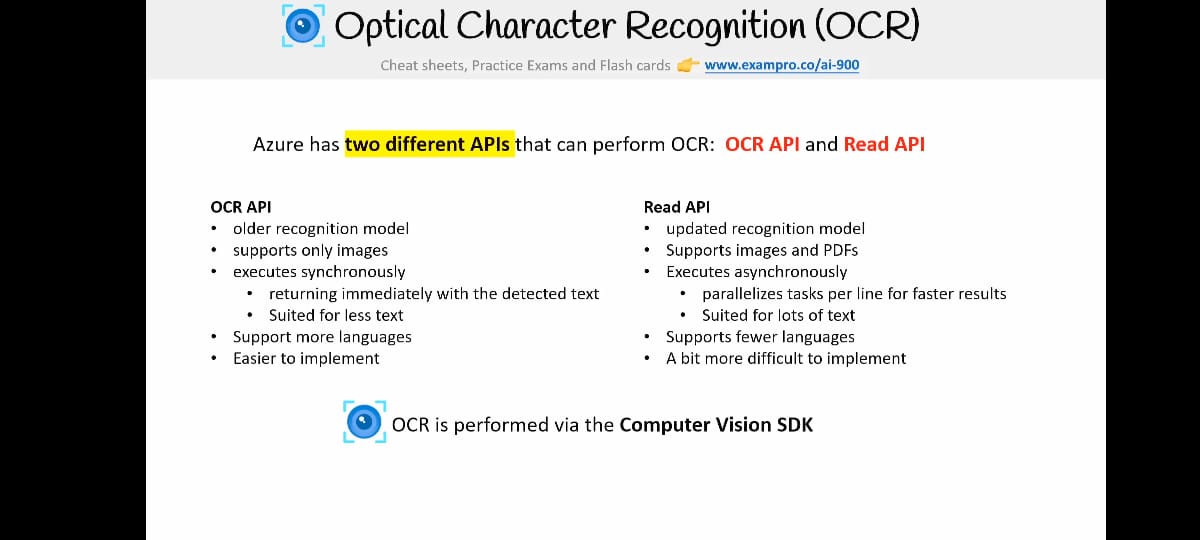 Optical Character Recognition (OCR)
Cheat sheets, Practice Exams and Flash cards 👉 www.exampro.co/ai-900
Azure has two different APIs that can perform OCR: OCR API and Read API
OCR API
• older recognition model
• supports only images
• executes synchronously
• returning immediately with the detected text
• Suited for less text
• Support more languages
• Easier to implement
Read API
• updated recognition model
• Supports images and PDFs
• Executes asynchronously
• parallelizes tasks per line for faster results
• Suited for lots of text
• Supports fewer languages
• A bit more difficult to implement
OCR is performed via the Computer Vision SDK